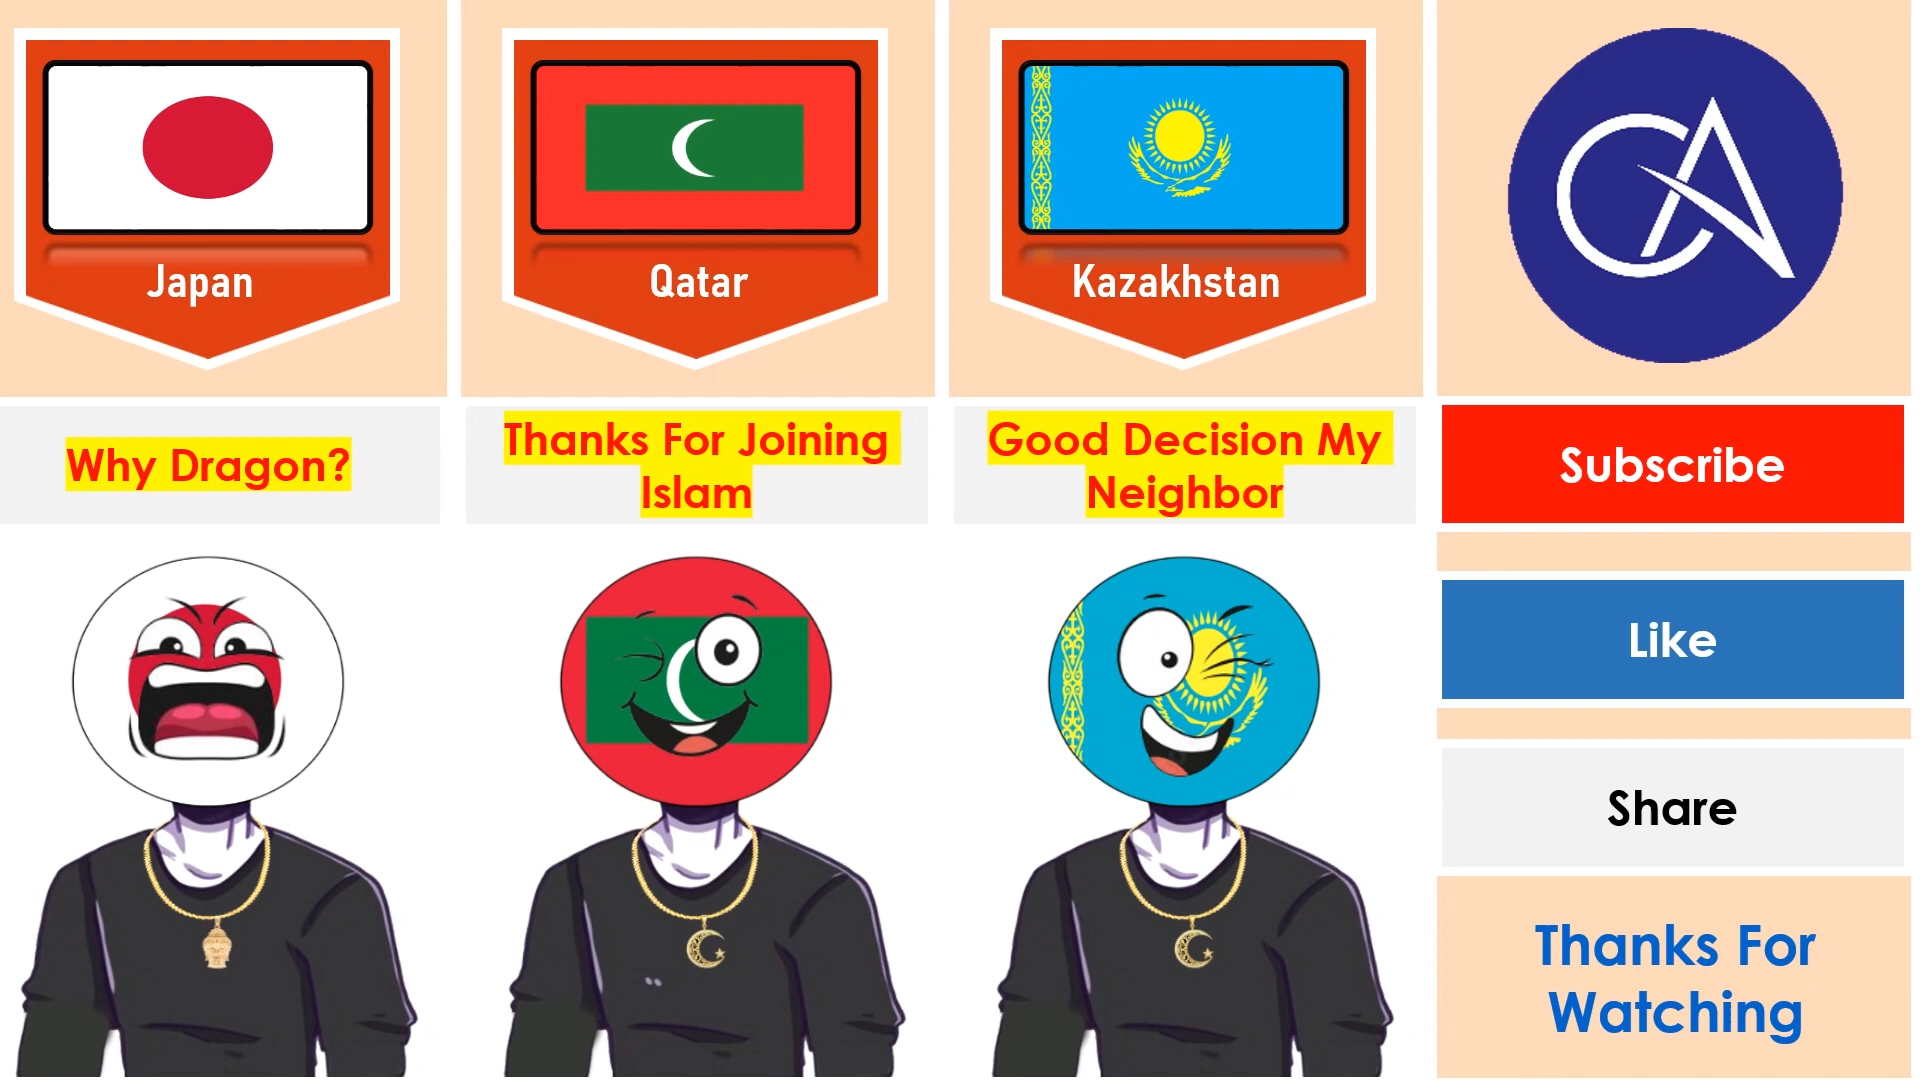 Japan
Qatar
Kazakhstan
Why Dragon?
Thanks For Joining
Islam
Good Decision My
Neighbor
Subscribe
Like
Share
Thanks For
Watching